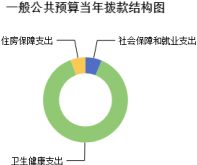 一般公共预算当年拨款结构图
住房保障支出
社会保障和就业支出
卫生健康支出